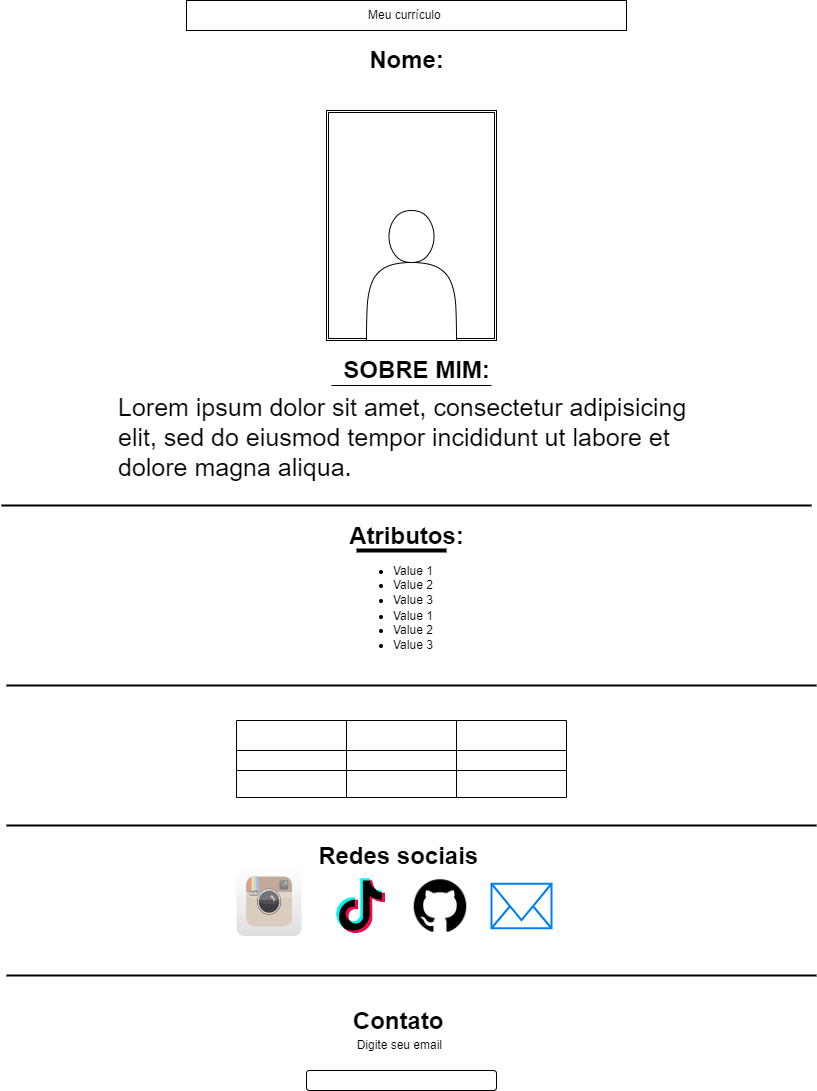 Meu currículo
Nome:
SOBRE MIM:
Lorem ipsum dolor sit amet, consectetur adipisicing
elit, sed do eiusmod tempor incididunt ut labore et
dolore magna aliqua.
Atributos:
Value 1
Value 2
Value 3
Value 1
Value 2
Value 3
Redes sociais
Contato
Digite seu email